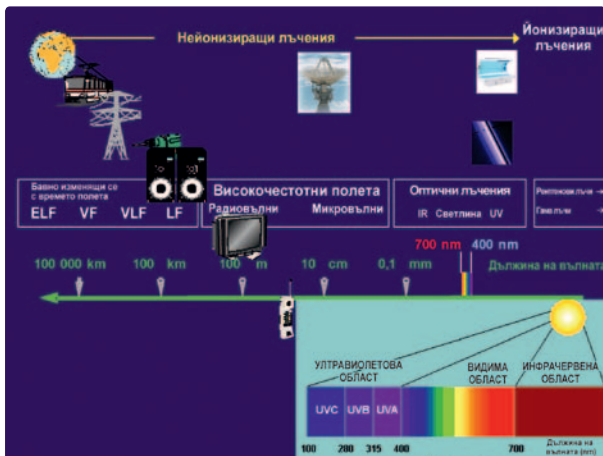 Нейонизиращи лъчения
Йонизиращи
лъчения
Бавно изменящи се
с времето полета
ELF VF VLF LF
Високочестотни полета
Радиовълни Микровълни
Оптични лъчения
IR Светлина UV
Рентгенови лъчи →
Гама лъчи →
700 nm 400 nm
100 000 km 100 km 100 m 10 cm 0,1 mm Дължина на вълната
УЛТРАВИОЛЕТОВА
ОБЛАСТ
ВИДИМА
ОБЛАСТ
ИНФРАЧЕРВЕНА
ОБЛАСТ
UVC UVB UVA
100 280 315 400 700
Дължина на
вълната (nm)